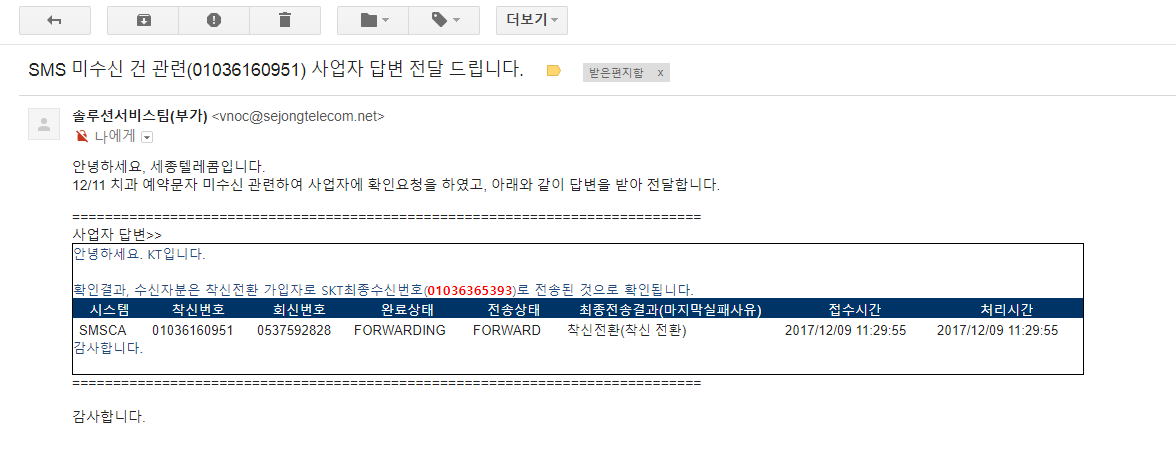 더보기
SMS 미수신 건 관련(01036160951) 사업자 답변 전달 드립니다.
받은편지함 x
솔루션서비스팀(부가) <vnoc@sejongtelecom.net>
나에게
안녕하세요, 세종텔레콤입니다.
12/11 치과 예약문자 미수신 관련하여 사업자에 확인요청을 하였고, 아래와 같이 답변을 받아 전달합니다.
=============================================================================
사업자 답변>>
안녕하세요. KT입니다.
확인결과, 수신자분은 착신전환 가입자로 SKT최종수신번호(01036365393)로 전송된 것으로 확인됩니다.
시스템 착신번호 회신번호 완료상태 전송상태 최종전송결과(마지막실패사유) 접수시간 처리시간
SMSCA 01036160951 0537592828 FORWARDING FORWARD 착신전환(착신 전환) 2017/12/09 11:29:55 2017/12/09 11:29:55
감사합니다.
=============================================================================
감사합니다.